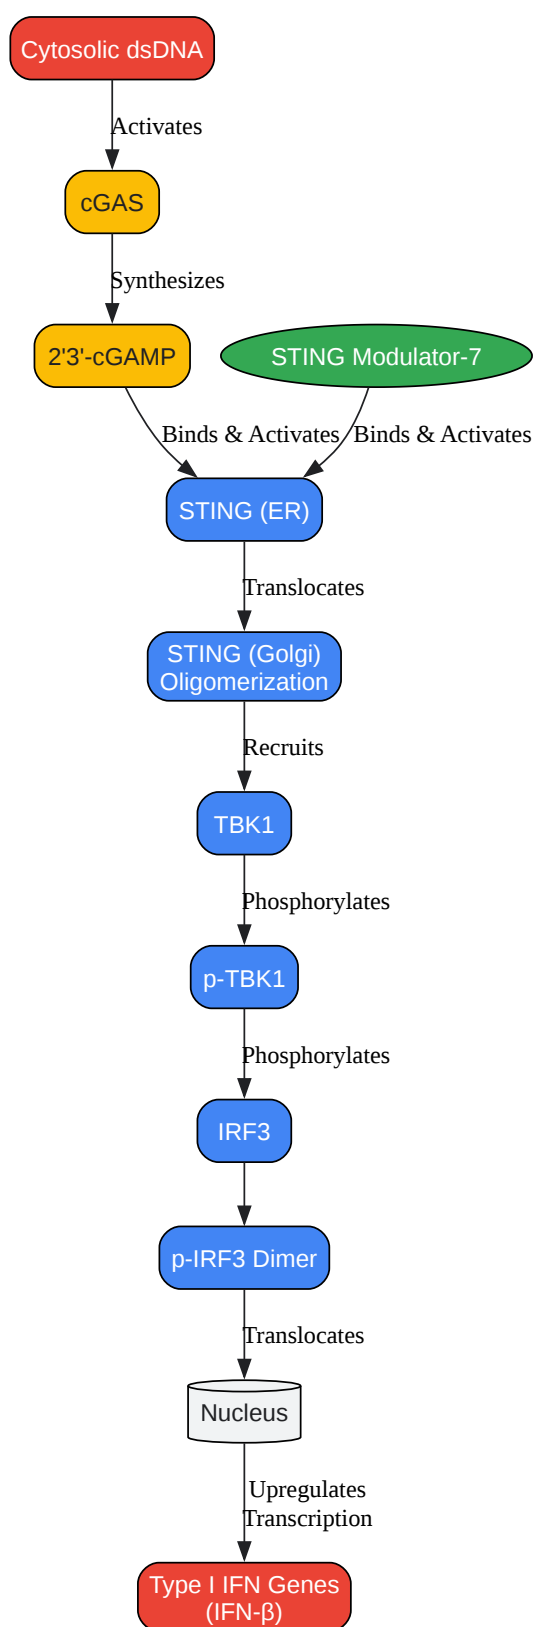 Cytosolic dsDNA
Activates
cGAS
Synthesizes
2'3'-cGAMP
STING Modulator-7
Binds & Activates
Binds & Activates
STING (ER)
Translocates
STING (Golgi)
Oligomerization
Recruits
TBK1
Phosphorylates
p-TBK1
Phosphorylates
IRF3
p-IRF3 Dimer
Translocates
Nucleus
Upregulates
Transcription
Type I IFN Genes
(IFN-β)